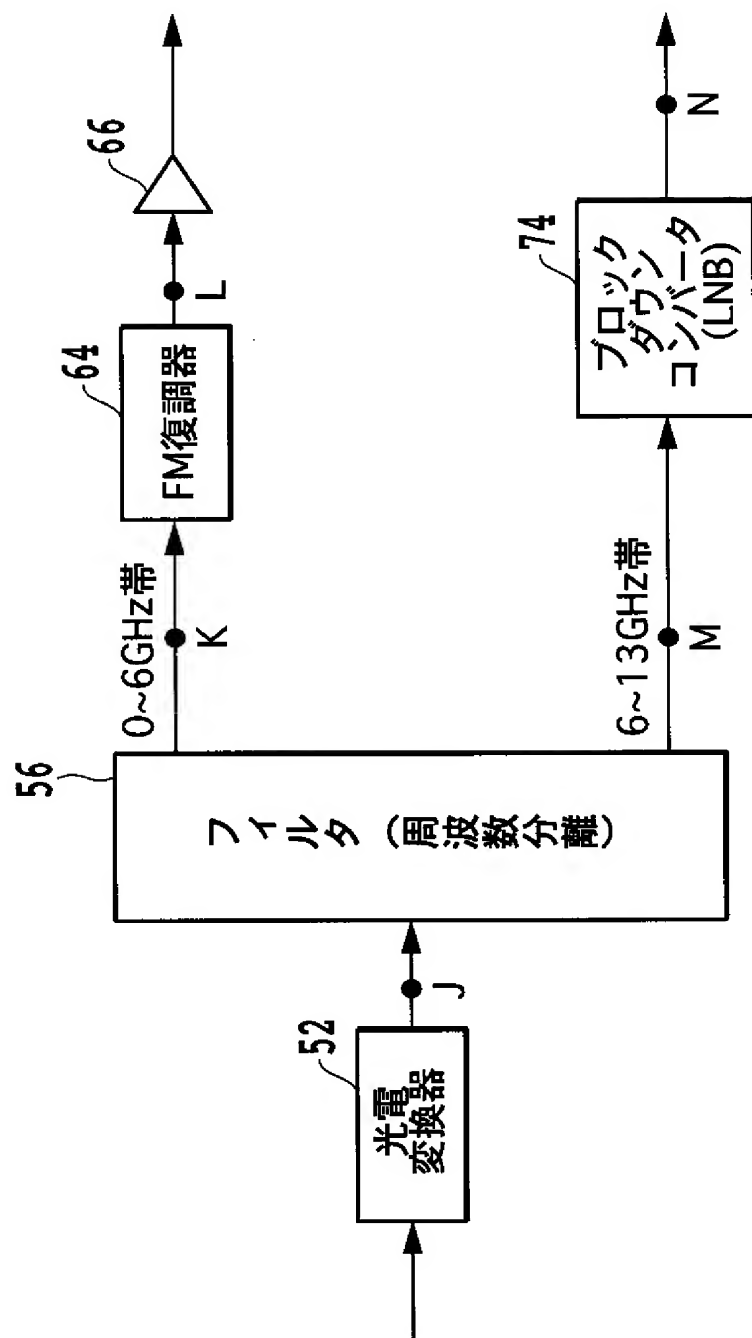 52
光電
変換器
J
56
フィルタ（周波数分離）
0~6GHz帯
K
64
FM復調器
L
66
6~13GHz帯
M
74
ブロック
ダウン
コンバータ
(LNB)
N